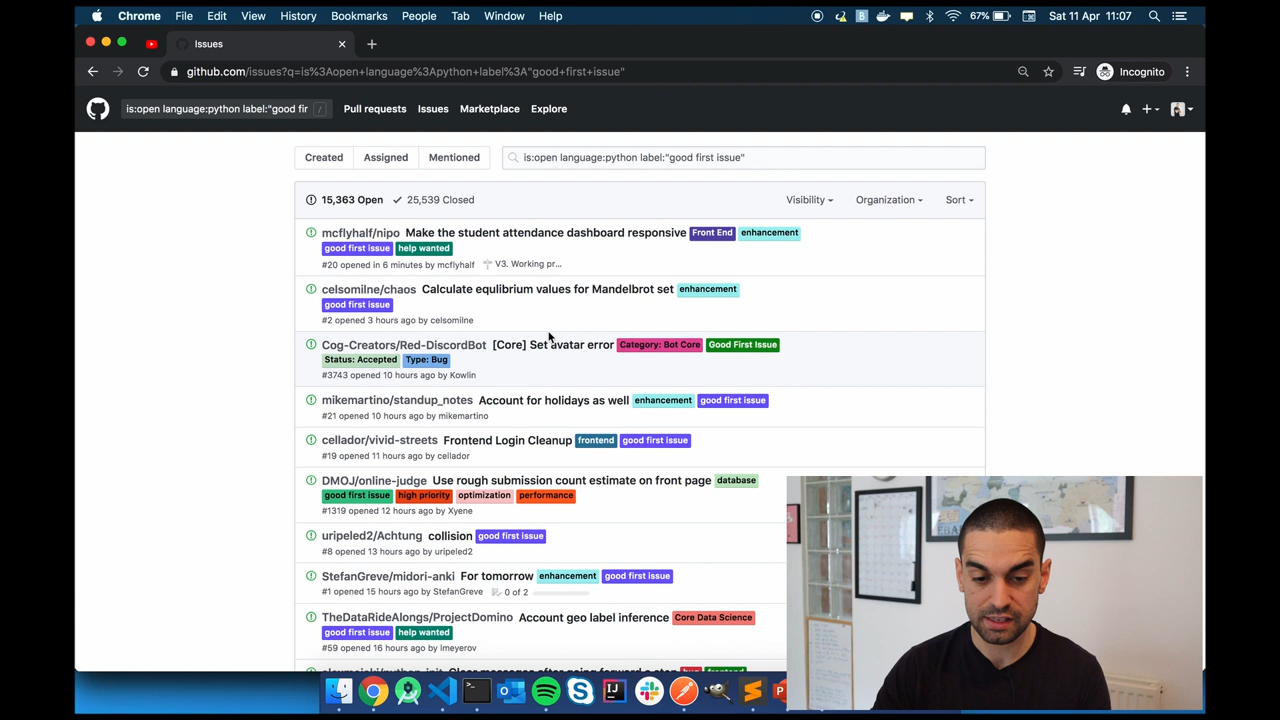 Chrome File Edit View History Bookmarks People Tab Window Help 67% Sat 11 Apr 11:07
Issues
github.com/issues?q=is%3Aopen+language%3Apython+label%3A"good+first+issue" Incognito
is:open language:python label:"good fir / Pull requests Issues Marketplace Explore
Created Assigned Mentioned is:open language:python label:"good first issue"
15,363 Open 25,539 Closed Visibility Organization Sort
mcflyhalf/nipo Make the student attendance dashboard responsive Front End enhancement
good first issue help wanted
#20 opened in 6 minutes by mcflyhalf V3. Working pr...
celsomilne/chaos Calculate equlibrium values for Mandelbrot set enhancement
good first issue
#2 opened 3 hours ago by celsomilne
Cog-Creators/Red-DiscordBot [Core] Set avatar error Category: Bot Core Good First Issue
Status: Accepted Type: Bug
#3743 opened 10 hours ago by Kowlin
mikemartino/standup_notes Account for holidays as well enhancement good first issue
#21 opened 10 hours ago by mikemartino
cellador/vivid-streets Frontend Login Cleanup frontend good first issue
#19 opened 11 hours ago by cellador
DMOJ/online-judge Use rough submission count estimate on front page database
good first issue high priority optimization performance
#1319 opened 12 hours ago by Xyene
uripeled2/Achtung collision good first issue
#8 opened 13 hours ago by uripeled2
StefanGreve/midori-anki For tomorrow enhancement good first issue
#1 opened 15 hours ago by StefanGreve 0 of 2
TheDataRideAlongs/ProjectDomino Account geo label inference Core Data Science
good first issue help wanted
#59 opened 16 hours ago by lmeyerov